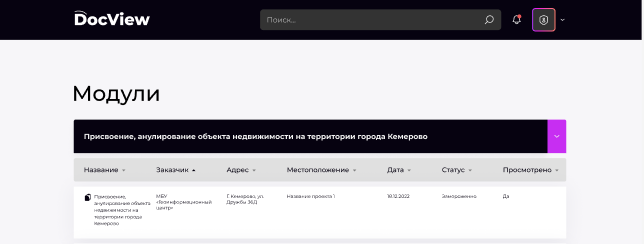 DocView
Поиск...
Модули
Присвоение, анулирование объекта недвижимости на территории города Кемерово
Название Заказчик Адрес Местоположение Дата Статус Просмотрено
Присвоение,
анулирование объекта
недвижимости на
территории города
Кемерово
МБУ
«Геоинформационный
центр»
Г. Кемерово, ул.
Дружбы 36Д
Название проекта 1
18.12.2022
Заморожено
Да